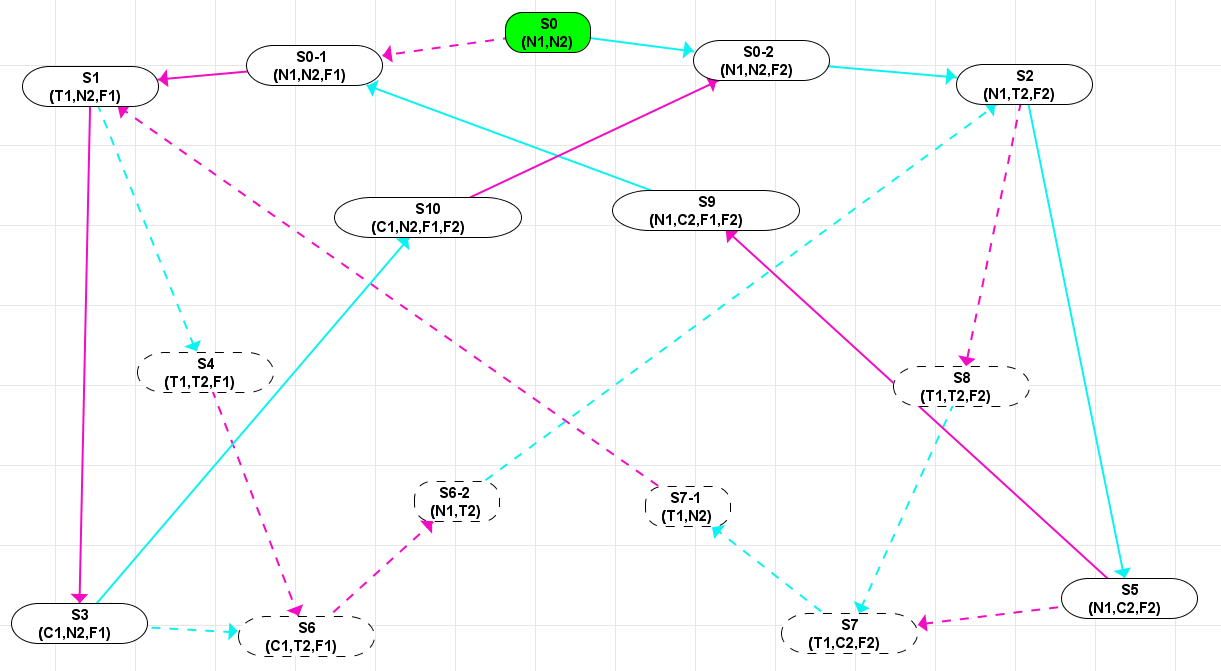 S0
(N1,N2)
S0-1
(N1,N2,F1)
S0-2
(N1,N2,F2)
S1
(T1,N2,F1)
S2
(N1,T2,F2)
S10
(C1,N2,F1,F2)
S9
(N1,C2,F1,F2)
S4
(T1,T2,F1)
S8
(T1,T2,F2)
S6-2
(N1,T2)
S7-1
(T1,N2)
S5
(N1,C2,F2)
S3
(C1,N2,F1)
S6
(C1,T2,F1)
S7
(T1,C2,F2)